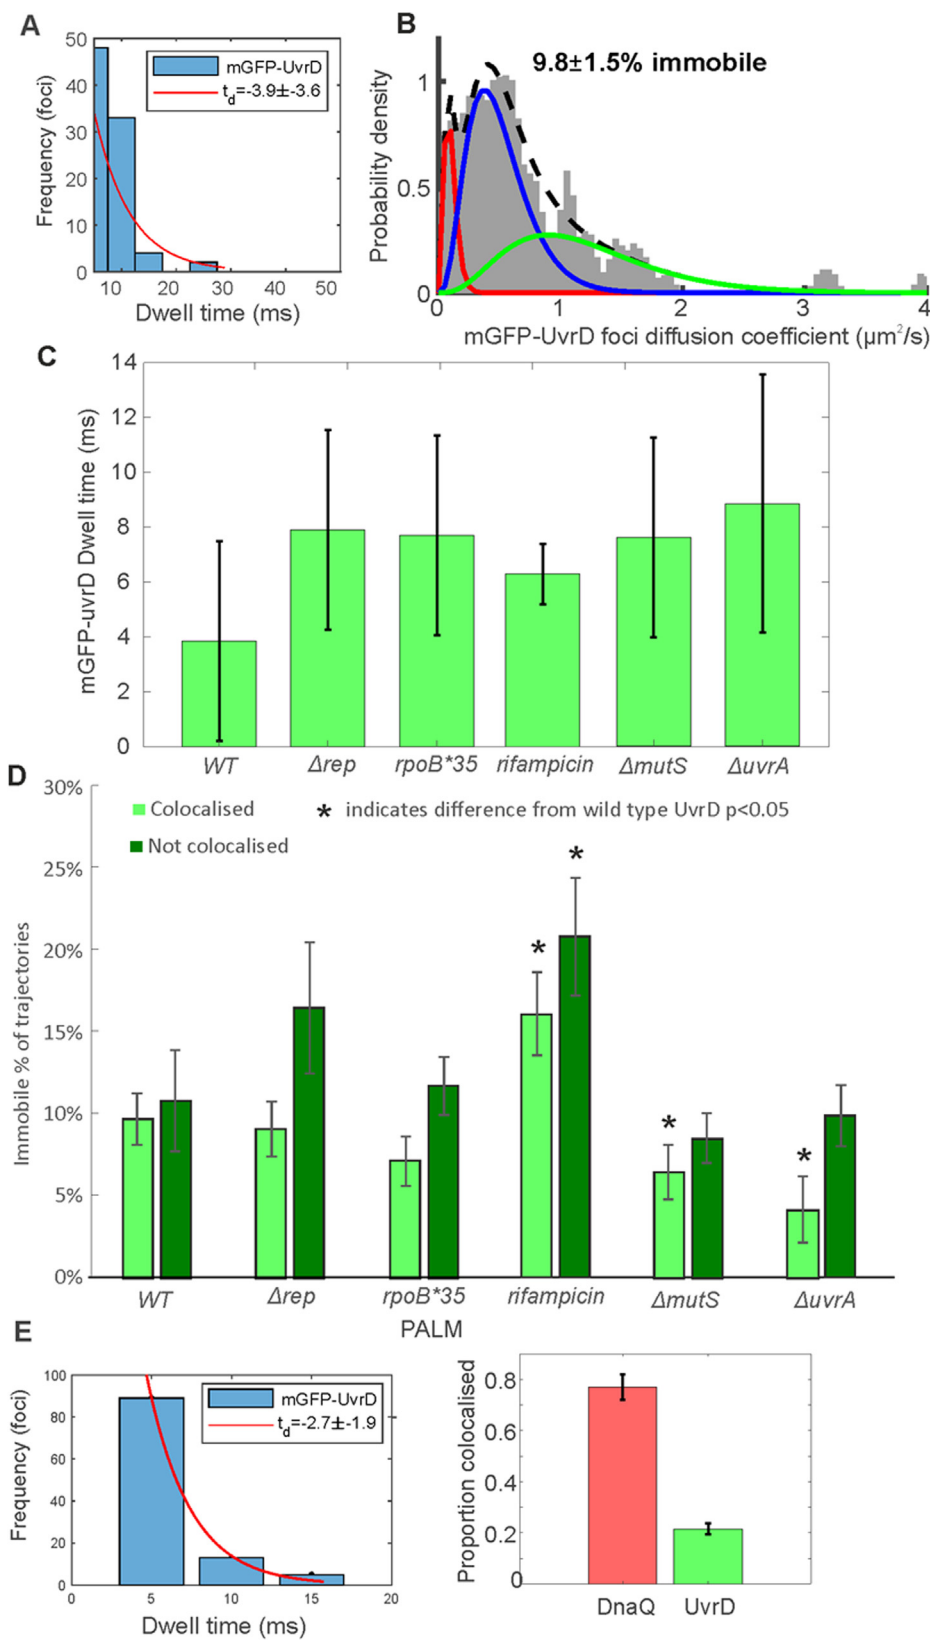 A
50
40
30
20
10
0
Frequency (foci)
mGFP-UvrD
td=-3.9±-3.6
10 20 30 40 50
Dwell time (ms)
B
9.8±1.5% immobile
Probability density
1
0.5
0
0 1 2 3 4
mGFP-UvrD foci diffusion coefficient (µm²/s)
C
mGFP-uvrD Dwell time (ms)
14
12
10
8
6
4
2
0
WT Δrep rpoB*35 rifampicin ΔmutS ΔuvrA
D
30%
25%
20%
15%
10%
5%
0%
Immobile % of trajectories
Colocalised
* indicates difference from wild type UvrD p<0.05
Not colocalised
*
*
*
*
WT Δrep rpoB*35 rifampicin ΔmutS ΔuvrA
PALM
E
100
80
60
40
20
0
Frequency (foci)
mGFP-UvrD
td=-2.7±-1.9
0 5 10 15 20
Dwell time (ms)
Proportion colocalised
0.8
0.6
0.4
0.2
0
DnaQ UvrD